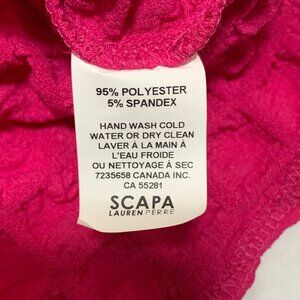 95% POLYESTER
5% SPANDEX
HAND WASH COLD
WATER OR DRY CLEAN
LAVER À LA MAIN À
L'EAU FROIDE
OU NETTOYAGE À SEC
7235658 CANADA INC.
CA 55281
SCAPA
LAUREN PERRE